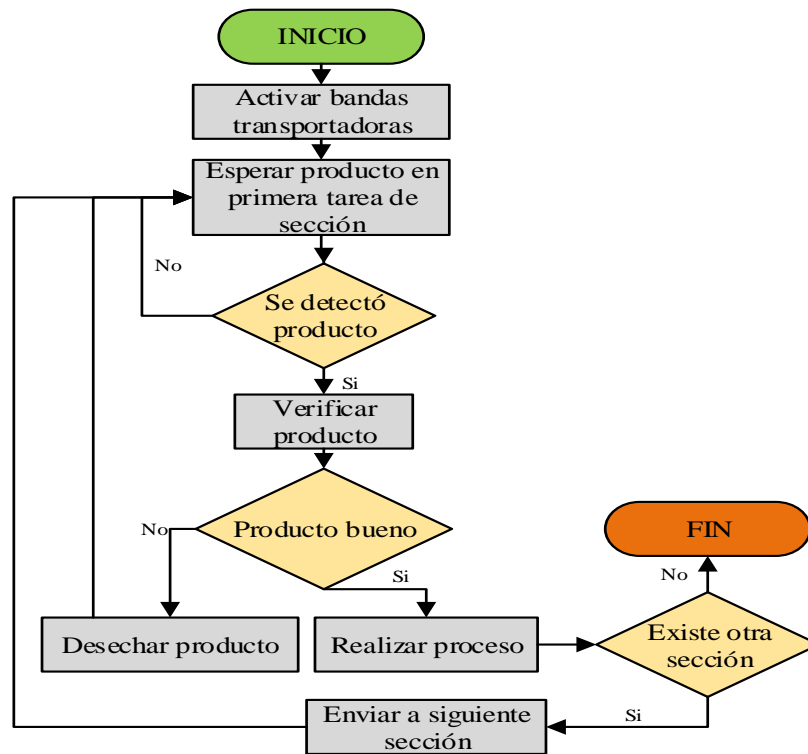 INICIO
Activar bandas
transportadoras
Esperar producto en
primera tarea de
sección
No
Se detectó
producto
Si
Verificar
producto
No
Producto bueno
Si
FIN
No
Desechar producto
Realizar proceso
Existe otra
sección
Si
Enviar a siguiente
sección